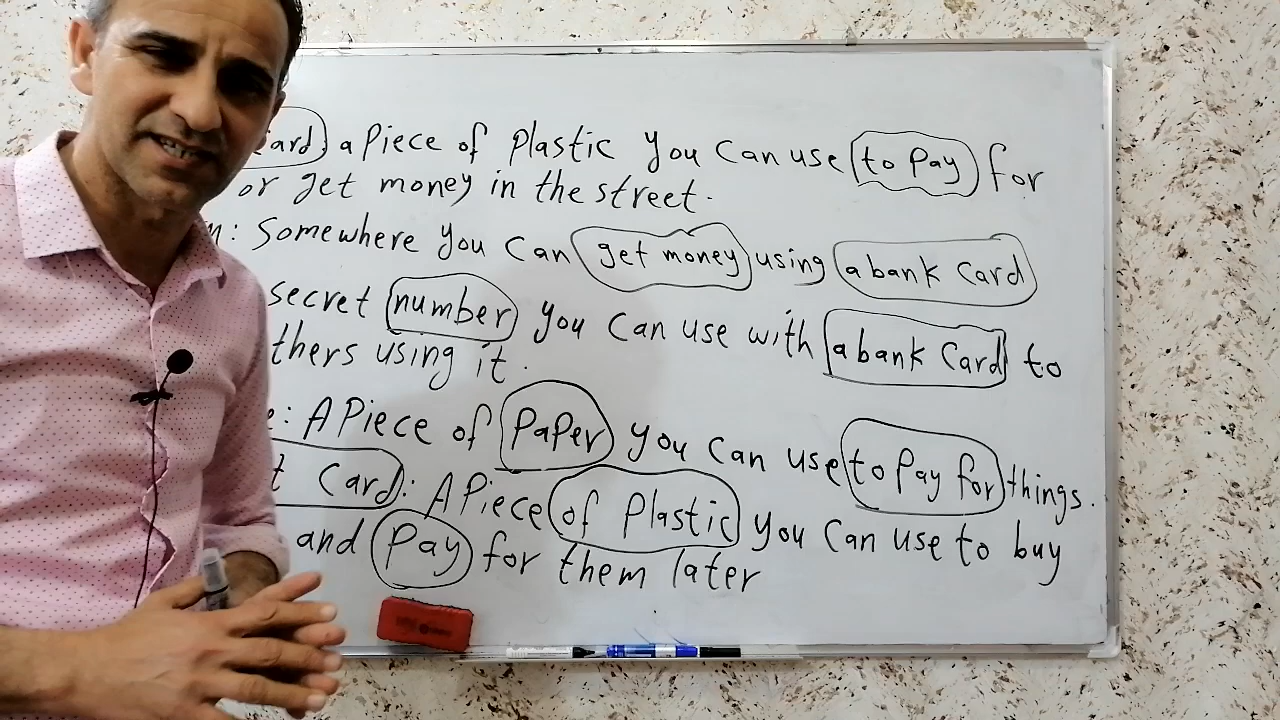 ard) a Piece of plastic you can use to Pay for
or get money in the street.
m: Somewhere you can get money using a bank Card
secret number you can use with a bank Card to
thers using it.
e: A Piece of PaPer you can use to Pay for things.
t Card: A Piece of Plastic you can use to buy
and Pay for them later